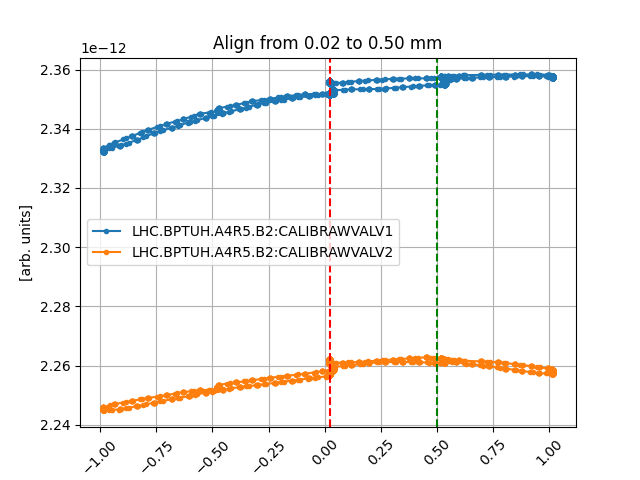 Align from 0.02 to 0.50 mm
1e−12
2.36
2.34
2.32
2.30
2.28
2.26
2.24
[arb. units]
LHC.BPTUH.A4R5.B2:CALIBRAWVALV1
LHC.BPTUH.A4R5.B2:CALIBRAWVALV2
−1.00 −0.75 −0.50 −0.25 0.00 0.25 0.50 0.75 1.00